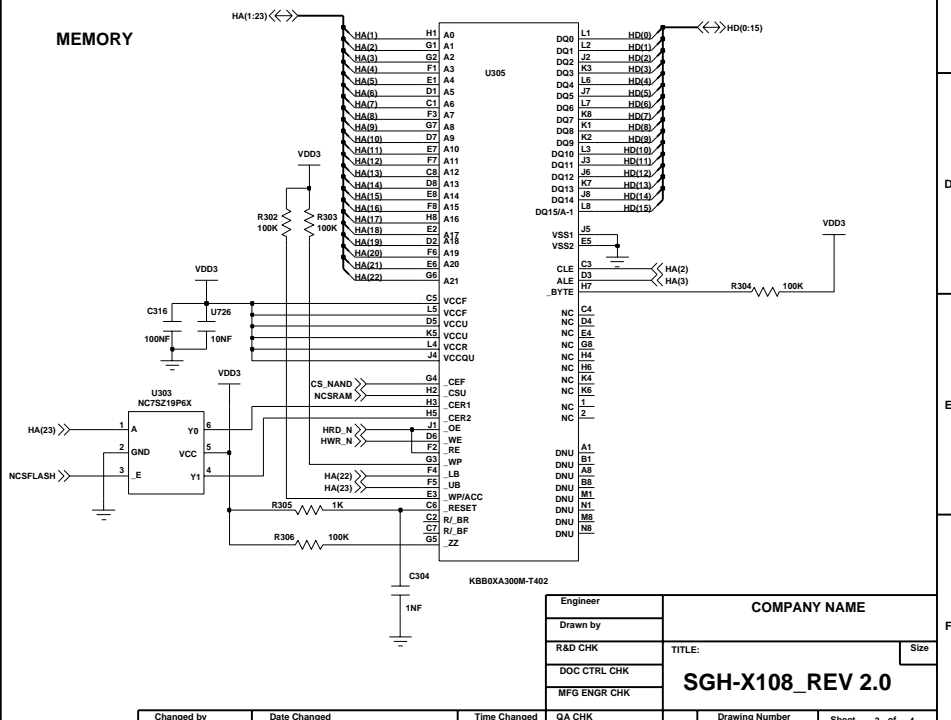 HA(1:23)
HD(0:15)
MEMORY
U305
HA(1) H1 A0
HA(2) G1 A1
HA(3) G2 A2
HA(4) F1 A3
HA(5) E1 A4
HA(6) D1 A5
HA(7) C1 A6
HA(8) F3 A7
HA(9) G7 A8
HA(10) D7 A9
HA(11) E7 A10
HA(12) F7 A11
HA(13) C8 A12
HA(14) D8 A13
HA(15) E8 A14
HA(16) F8 A15
HA(17) H8 A16
HA(18) E2 A17
HA(19) D2 A18
HA(20) F6 A19
HA(21) E6 A20
HA(22) G6 A21
DQ0 L1 HD(0)
DQ1 L2 HD(1)
DQ2 J2 HD(2)
DQ3 K3 HD(3)
DQ4 L6 HD(4)
DQ5 J7 HD(5)
DQ6 L7 HD(6)
DQ7 K8 HD(7)
DQ8 K1 HD(8)
DQ9 K2 HD(9)
DQ10 L3 HD(10)
DQ11 J3 HD(11)
DQ12 J6 HD(12)
DQ13 K7 HD(13)
DQ14 J8 HD(14)
DQ15/A-1 L8 HD(15)
D
VDD3
R302
100K
R303
100K
VSS1 J5
VSS2 E5
CLE C3 HA(2)
ALE D3 HA(3)
_BYTE H7
R304 100K
VDD3
VDD3
C316
100NF
U726
10NF
C5 VCCF
L5 VCCF
D5 VCCU
K5 VCCU
L4 VCCR
J4 VCCQU
NC C4
NC D4
NC E4
NC G8
NC H4
NC H6
NC K4
NC K6
NC 1
NC 2
E
VDD3
U303
NC7SZ19P6X
HA(23) 1 A
2 GND
NCSFLASH 3 _E
Y0 6
VCC 5
Y1 4
CS_NAND G4 _CEF
NCSRAM H2 _CSU
H3 _CER1
H5 _CER2
HRD_N J1 _OE
HWR_N D6 _WE
F2 _RE
G3 _WP
HA(22) F4 _LB
HA(23) F5 _UB
E3 _WP/ACC
R305 1K C6 _RESET
C2 R/_BR
C7 R/_BF
R306 100K G5 _ZZ
DNU A1
DNU B1
DNU A8
DNU B8
DNU M1
DNU N1
DNU M8
DNU N8
C304
1NF
KBB0XA300M-T402
F
Engineer
Drawn by
R&D CHK
DOC CTRL CHK
MFG ENGR CHK
COMPANY NAME
TITLE:
Size
SGH-X108_REV 2.0
Changed by
Date Changed
Time Changed
QA CHK
Drawing Number
Sheet of 4